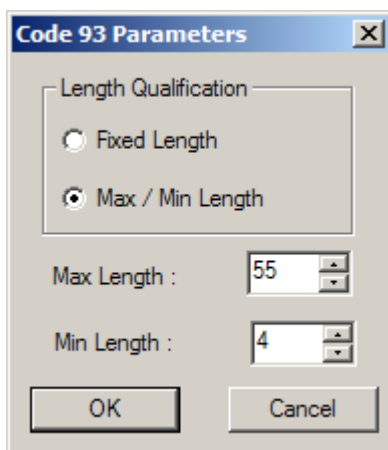 Code 93 Parameters
Length Qualification
Fixed Length
Max / Min Length
Max Length : 55
Min Length : 4
OK Cancel